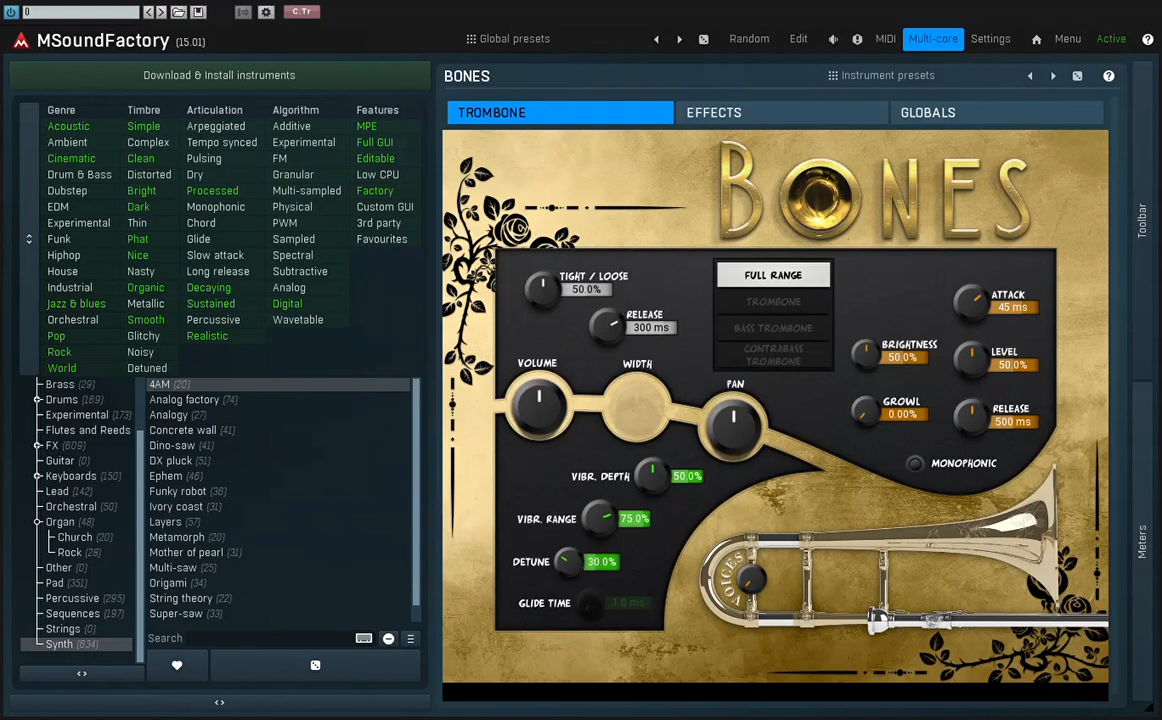 0
C.Tr
MSoundFactory (15.01)
Global presets
Random
Edit
MIDI
Multi-core
Settings
Menu
Active
Download & Install instruments
Genre Timbre Articulation Algorithm Features
Acoustic Simple Arpeggiated Additive MPE
Ambient Complex Tempo synced Experimental Full GUI
Cinematic Clean Pulsing FM Editable
Drum & Bass Distorted Dry Granular Low CPU
Dubstep Bright Processed Multi-sampled Factory
EDM Dark Monophonic Physical Custom GUI
Experimental Thin Chord PWM 3rd party
Funk Phat Glide Sampled Favourites
Hiphop Nice Slow attack Spectral
House Nasty Long release Subtractive
Industrial Organic Decaying Analog
Jazz & blues Metallic Sustained Digital
Orchestral Smooth Percussive Wavetable
Pop Glitchy Realistic
Rock Noisy
World Detuned
Brass (29)
Drums (169)
Experimental (173)
Flutes and Reeds
FX (609)
Guitar (0)
Keyboards (150)
Lead (142)
Orchestral (50)
Organ (48)
Church (20)
Rock (28)
Other (0)
Pad (351)
Percussive (295)
Sequences (197)
Strings (0)
Synth (634)
4AM (20)
Analog factory (74)
Analogy (27)
Concrete wall (41)
Dino-saw (41)
DX pluck (51)
Ephem (46)
Funky robot (36)
Ivory coast (31)
Layers (57)
Metamorph (20)
Mother of pearl (31)
Multi-saw (25)
Origami (34)
String theory (22)
Super-saw (33)
Search
BONES
Instrument presets
TROMBONE
EFFECTS
GLOBALS
BONES
TIGHT / LOOSE
50.0%
RELEASE
300 ms
VOLUME
WIDTH
PAN
FULL RANGE
TROMBONE
BASS TROMBONE
CONTRABASS
TROMBONE
ATTACK
45 ms
BRIGHTNESS
50.0%
LEVEL
50.0%
GROWL
0.00%
RELEASE
500 ms
MONOPHONIC
VIBR. DEPTH
50.0%
VIBR. RANGE
75.0%
DETUNE
30.0%
GLIDE TIME
1.0 ms
VOICES
Toolbar
Meters